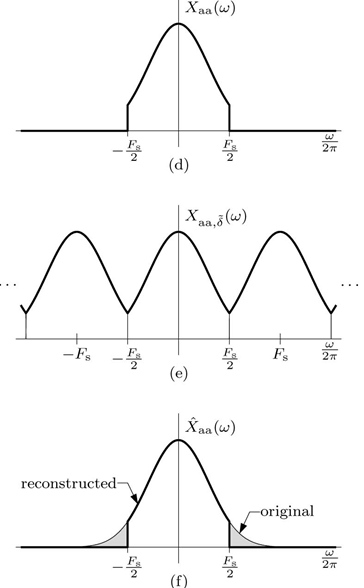 X_aa(ω)
−F_s/2 F_s/2 ω/2π
(d)
X_aa,δ̃(ω)
... ...
−F_s −F_s/2 F_s/2 F_s ω/2π
(e)
X̂_aa(ω)
reconstructed
original
−F_s/2 F_s/2 ω/2π
(f)